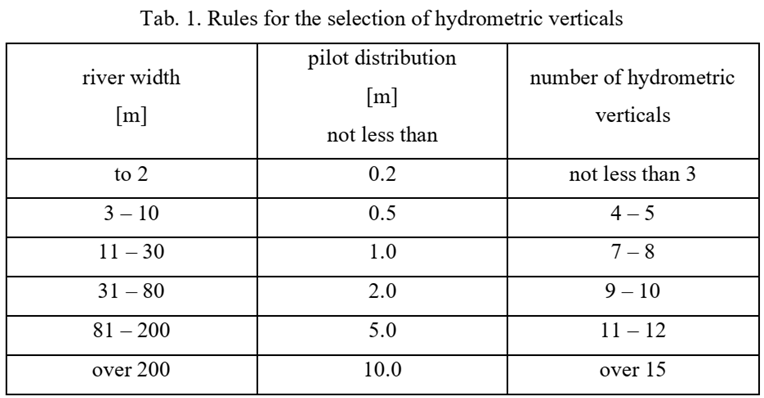 Tab. 1. Rules for the selection of hydrometric verticals
river width
[m]
pilot distribution
[m]
not less than
number of hydrometric
verticals
to 2
0.2
not less than 3
3 – 10
0.5
4 – 5
11 – 30
1.0
7 – 8
31 – 80
2.0
9 – 10
81 – 200
5.0
11 – 12
over 200
10.0
over 15